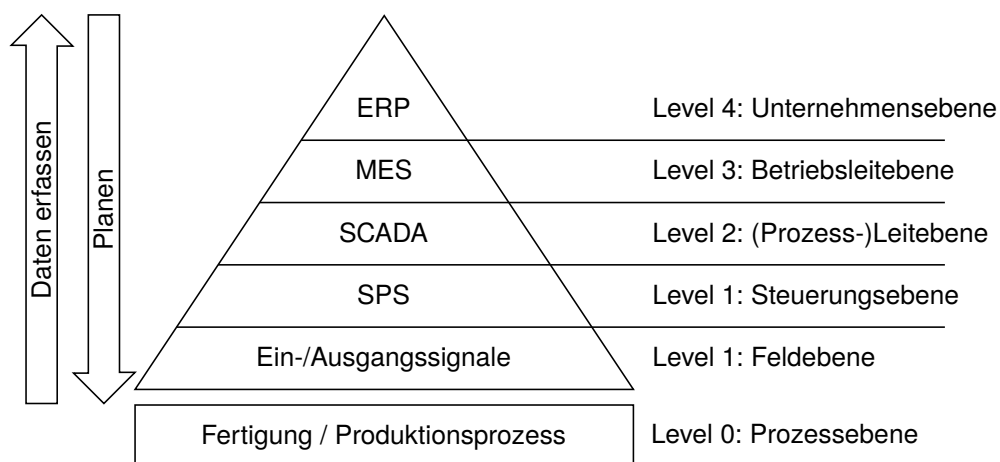 Daten erfassen
Planen
ERP
Level 4: Unternehmensebene
MES
Level 3: Betriebsleitebene
SCADA
Level 2: (Prozess-)Leitebene
SPS
Level 1: Steuerungsebene
Ein-/Ausgangssignale
Level 1: Feldebene
Fertigung / Produktionsprozess
Level 0: Prozessebene